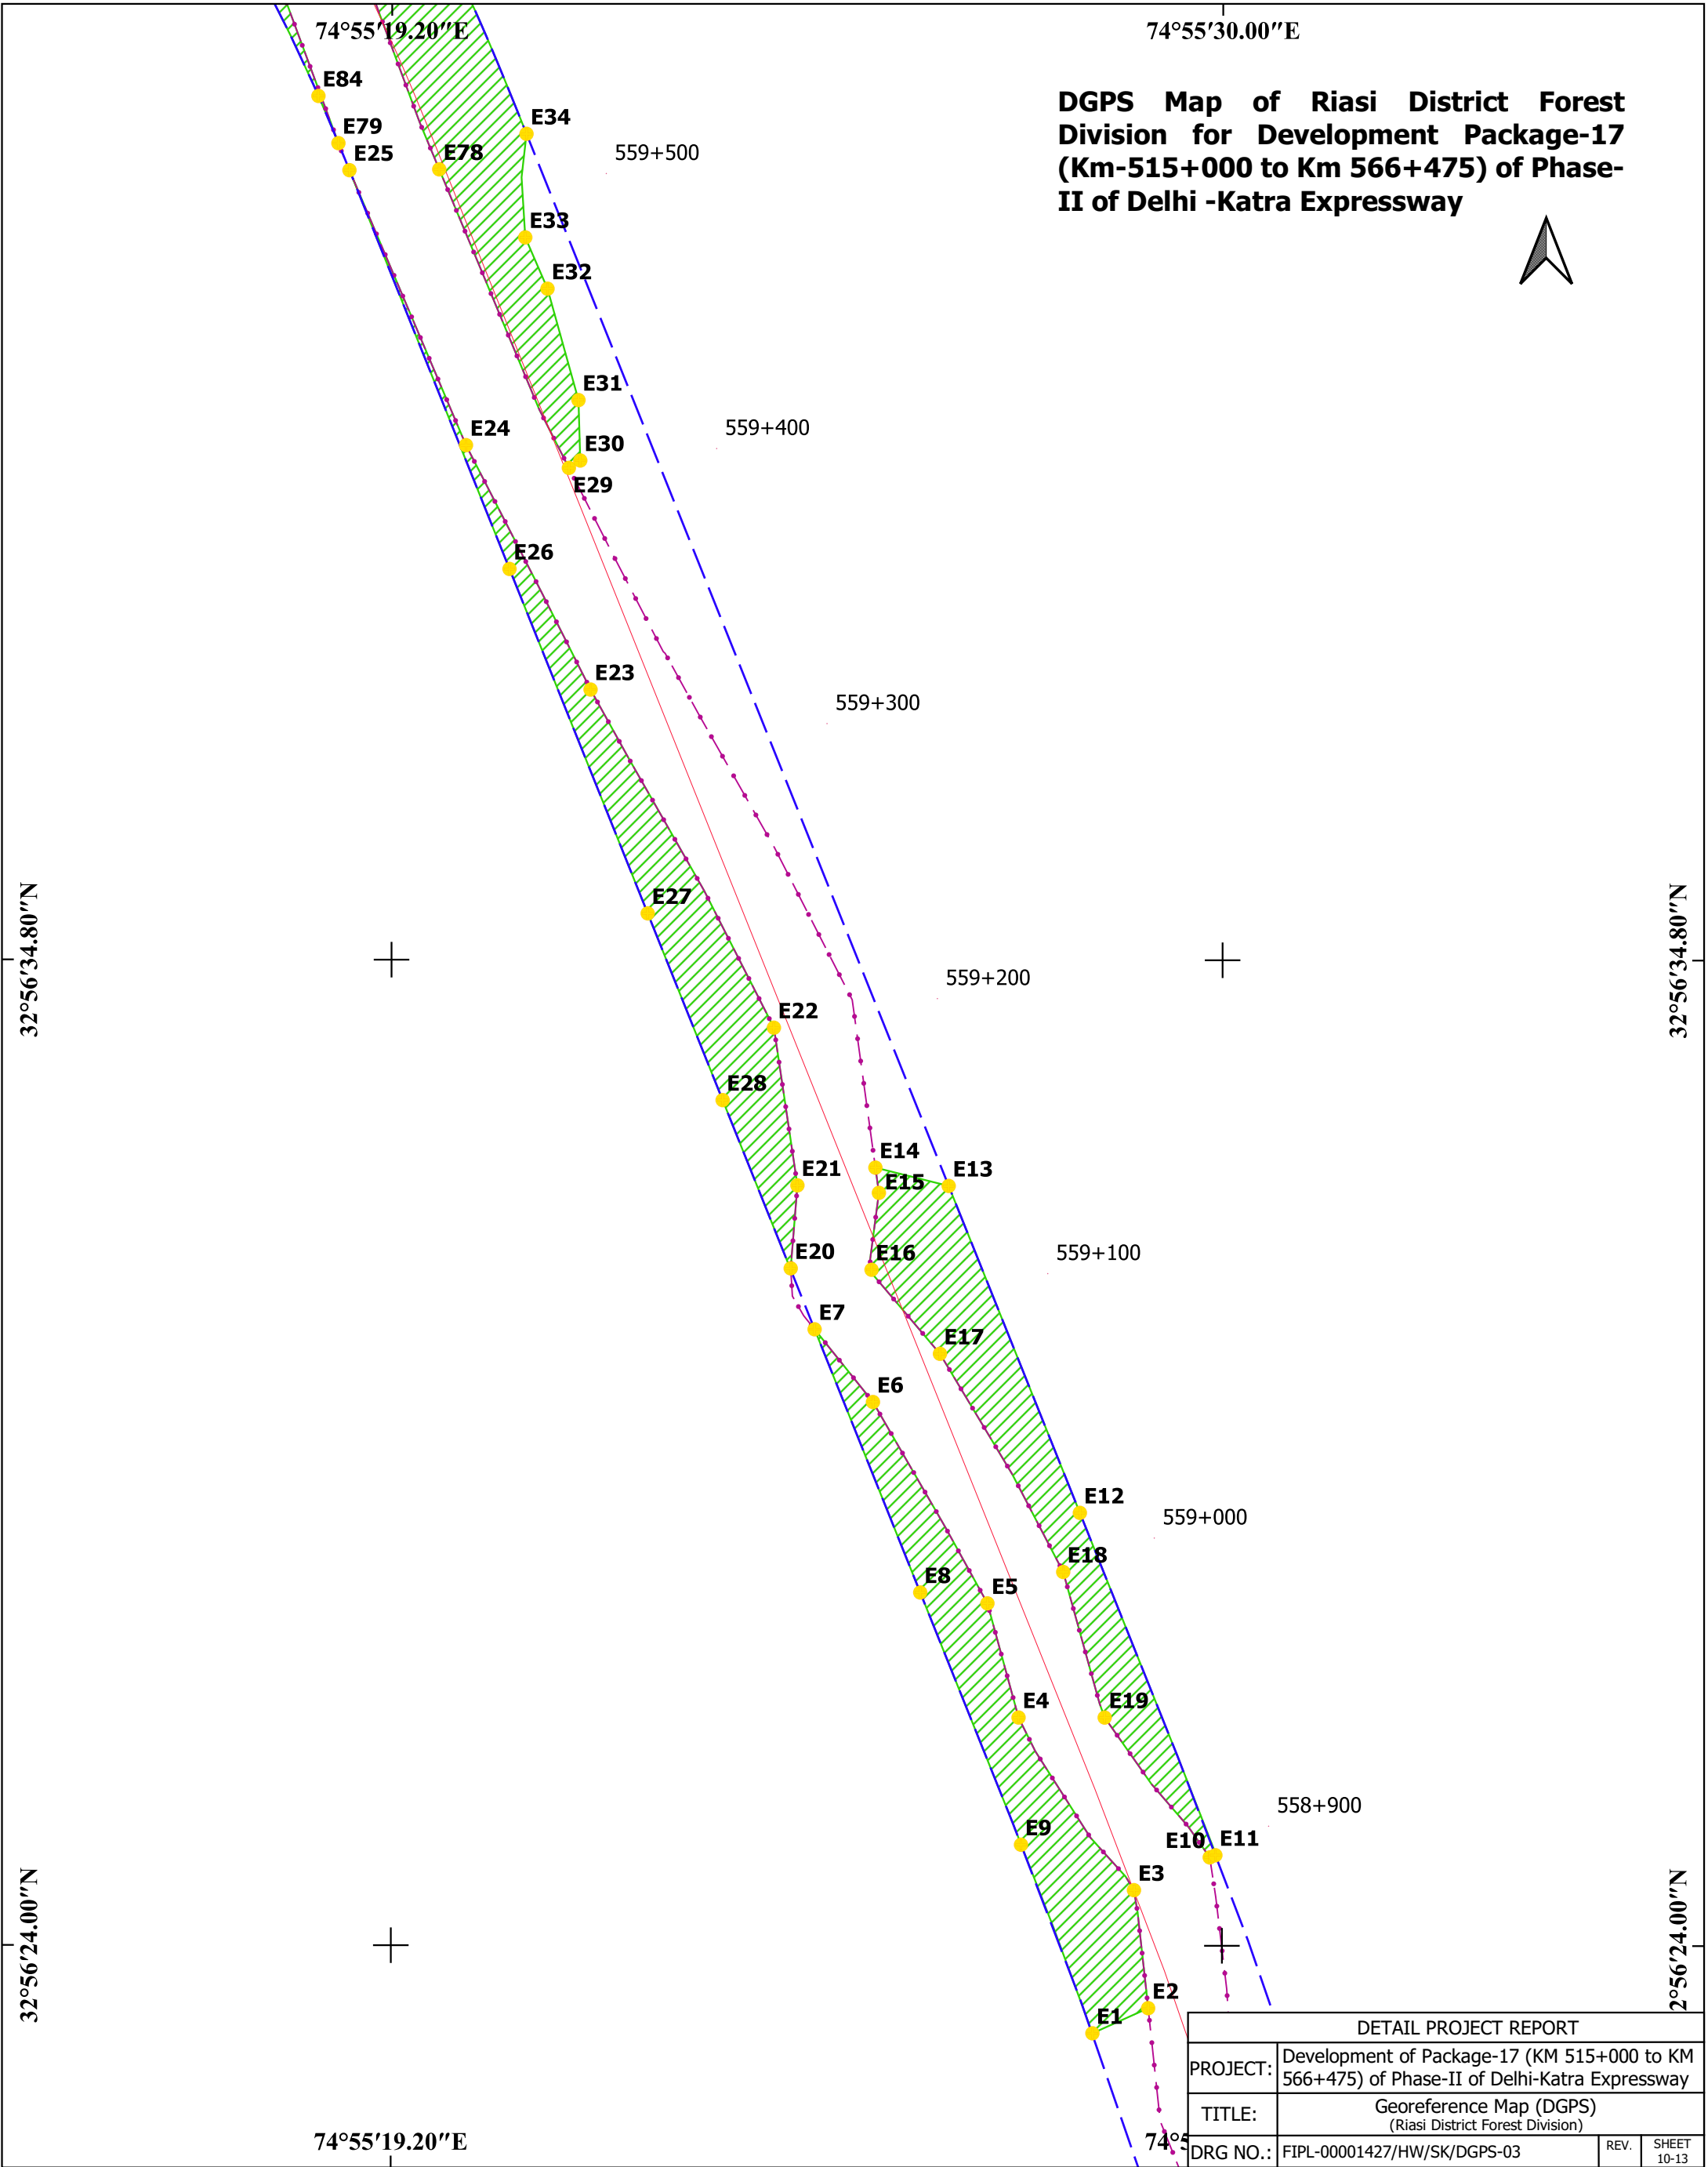 74°55′19.20″E
74°55′30.00″E
DGPS Map of Riasi District Forest
Division for Development Package-17
(Km-515+000 to Km 566+475) of Phase-
II of Delhi -Katra Expressway
E84
E34
E79
E25
E78
559+500
E33
E32
E31
E24
559+400
E30
E29
E26
E23
559+300
E27
32°56′34.80″N
32°56′34.80″N
559+200
E22
E28
E14
E13
E21
E15
E20
E16
559+100
E7
E17
E6
E12
559+000
E18
E8
E5
E4
E19
558+900
E9
E10
E11
E3
32°56′24.00″N
2°56′24.00″N
E2
E1
DETAIL PROJECT REPORT
PROJECT:
Development of Package-17 (KM 515+000 to KM
566+475) of Phase-II of Delhi-Katra Expressway
TITLE:
Georeference Map (DGPS)
(Riasi District Forest Division)
74°55′19.20″E
74°5
DRG NO.:
FIPL-00001427/HW/SK/DGPS-03
REV.
SHEET
10-13